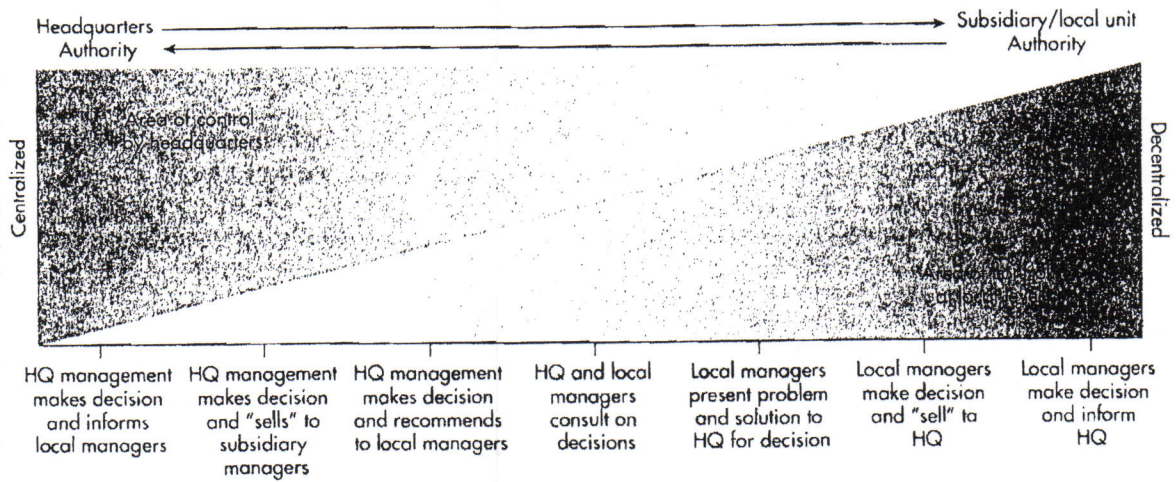 Headquarters
Authority
Subsidiary/local unit
Authority
Centralized
Area of control
by headquarters
Decentralized
HQ management
makes decision
and informs
local managers
HQ management
makes decision
and "sells" to
subsidiary
managers
HQ management
makes decision
and recommends
to local managers
HQ and local
managers
consult on
decisions
Local managers
present problem
and solution to
HQ for decision
Local managers
make decision
and "sell" ta
HQ
Local managers
make decision
and inform
HQ